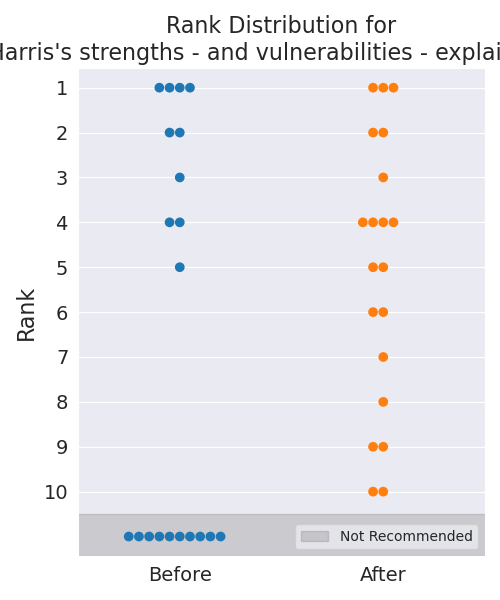 Rank Distribution for
Harris's strengths - and vulnerabilities - explai
1
2
3
4
5
6
7
8
9
10
Rank
Not Recommended
Before
After